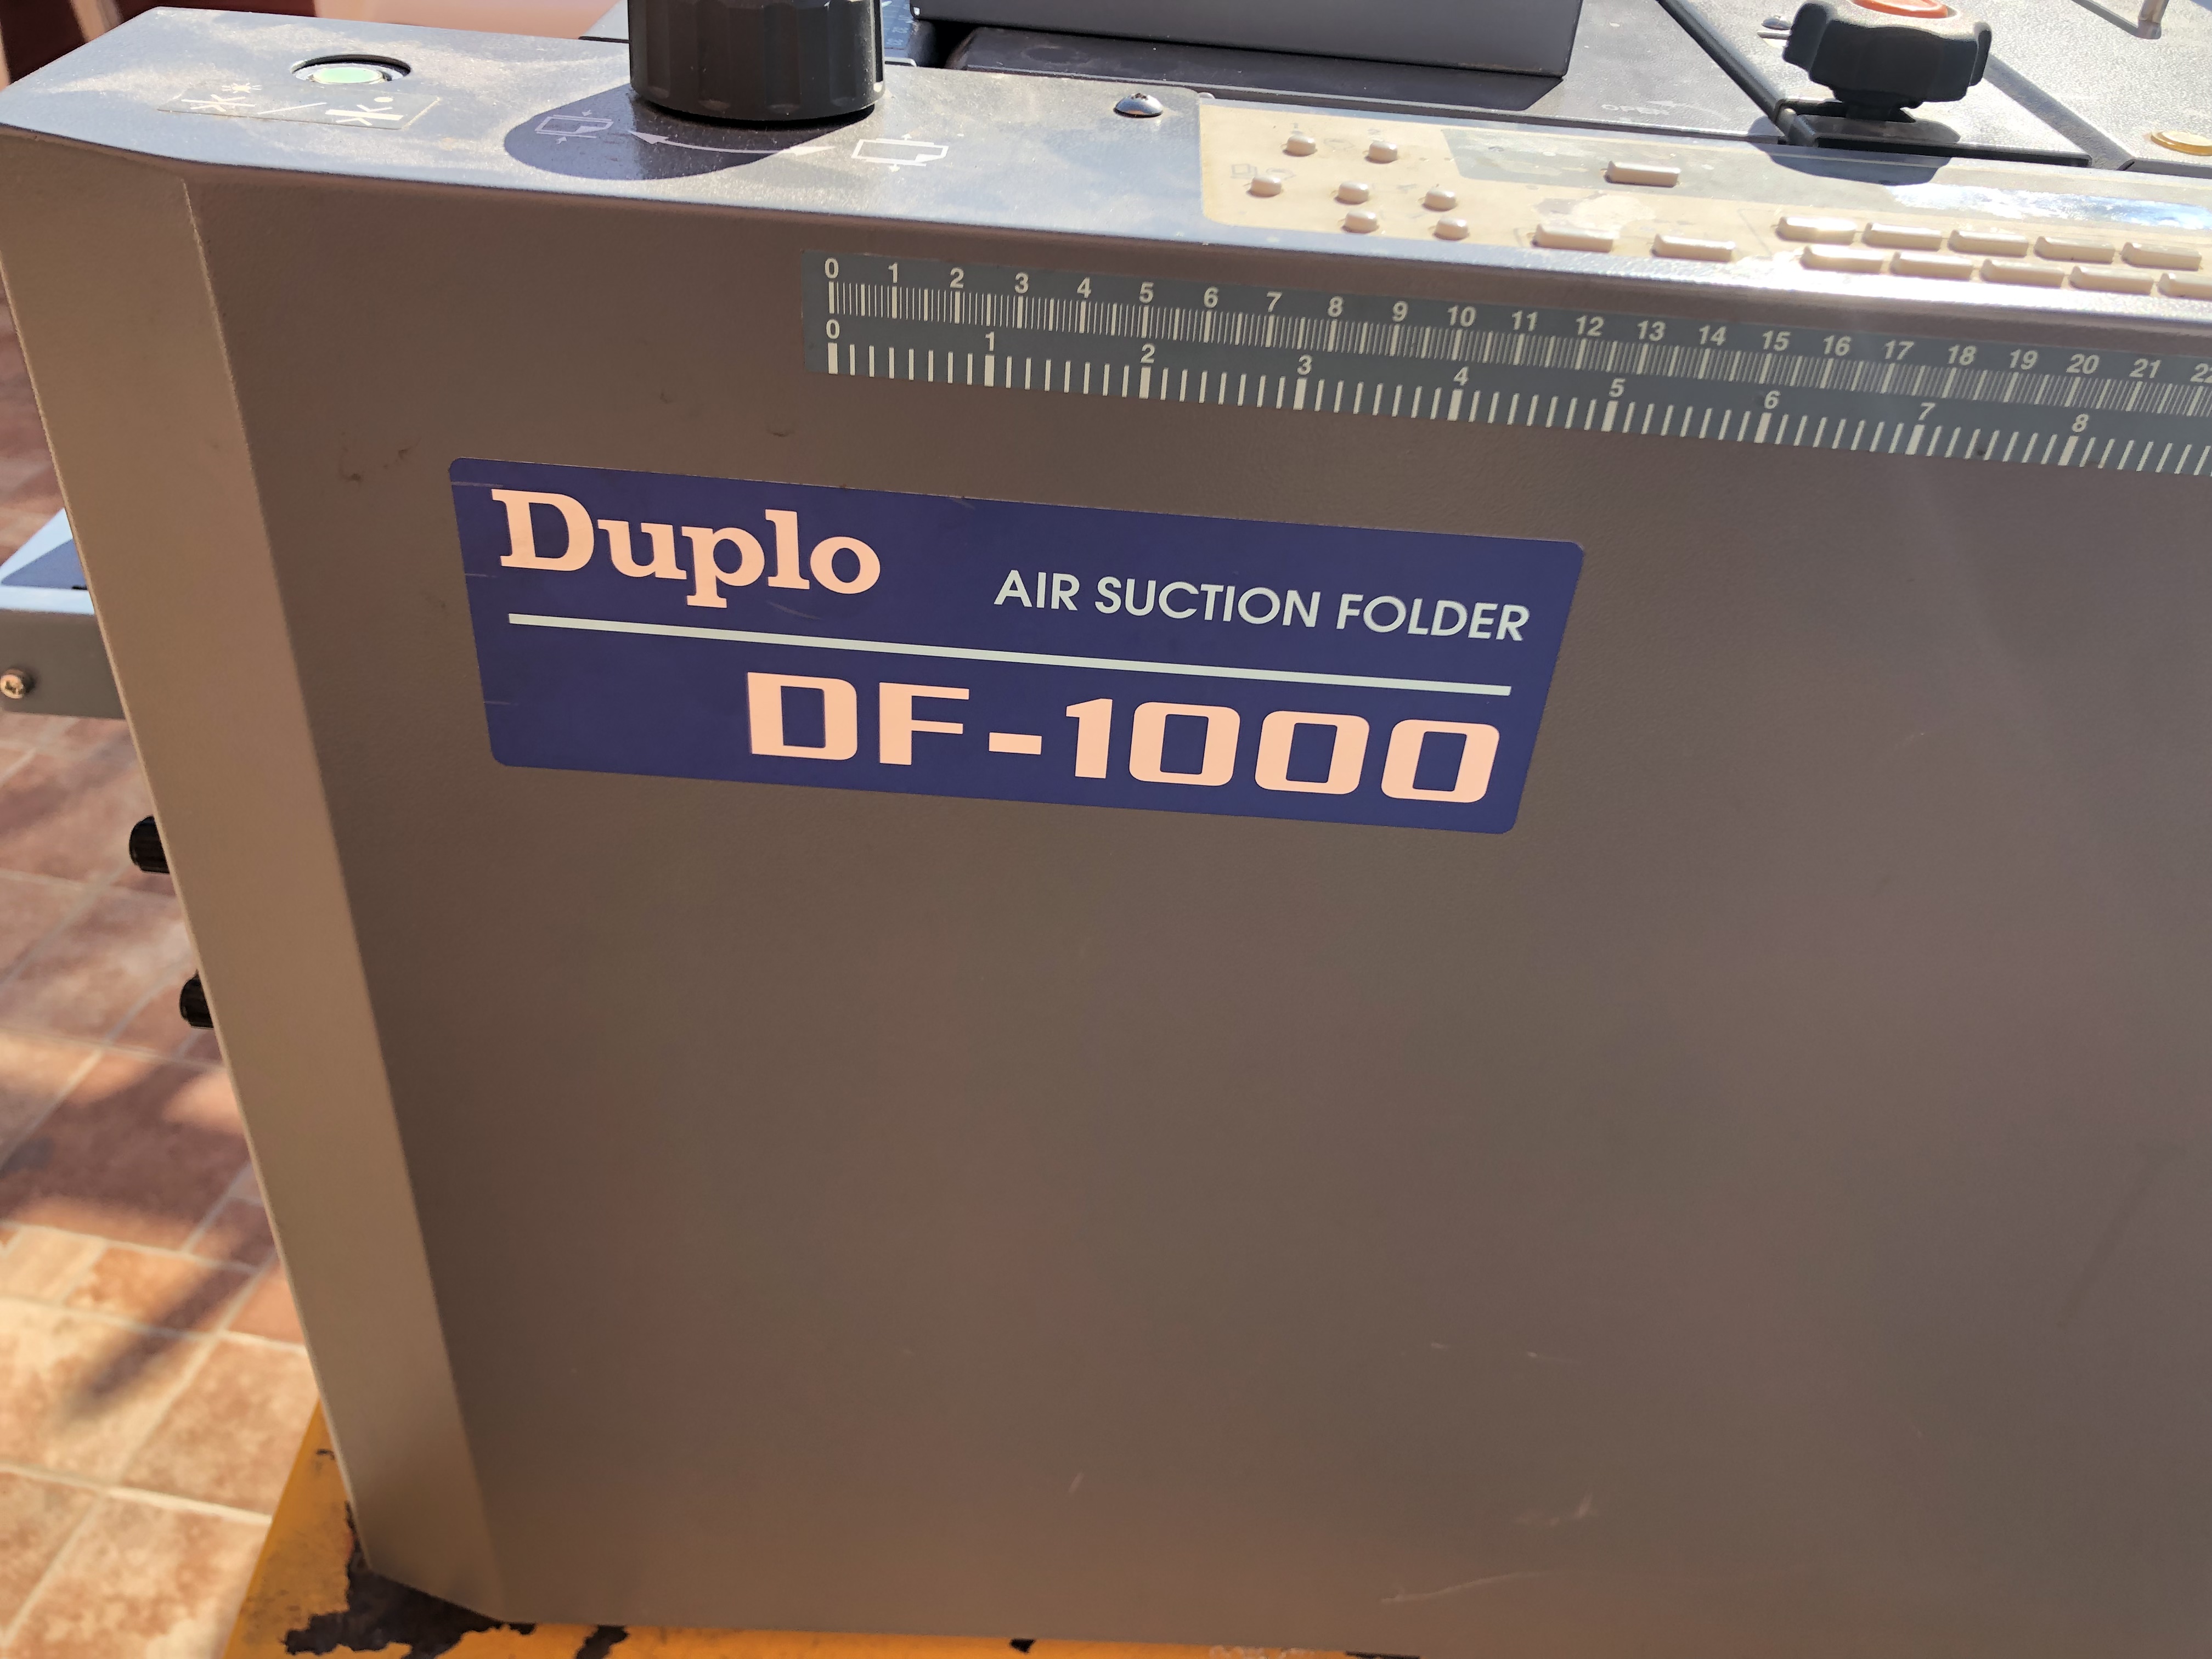 0 1 2 3 4 5 6 7 8 9 10 11 12 13 14 15 16 17 18 19 20 21
0 1 2 3 4 5 6 7 8
Duplo
AIR SUCTION FOLDER
DF-1000